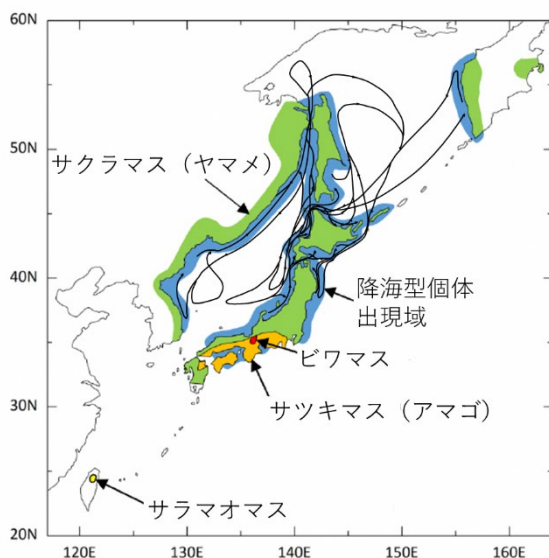 60N
50N
サクラマス（ヤマメ）
40N
降海型個体
出現域
ビワマス
サツキマス（アマゴ）
30N
サラマオマス
20N
120E 130E 140E 150E 160E